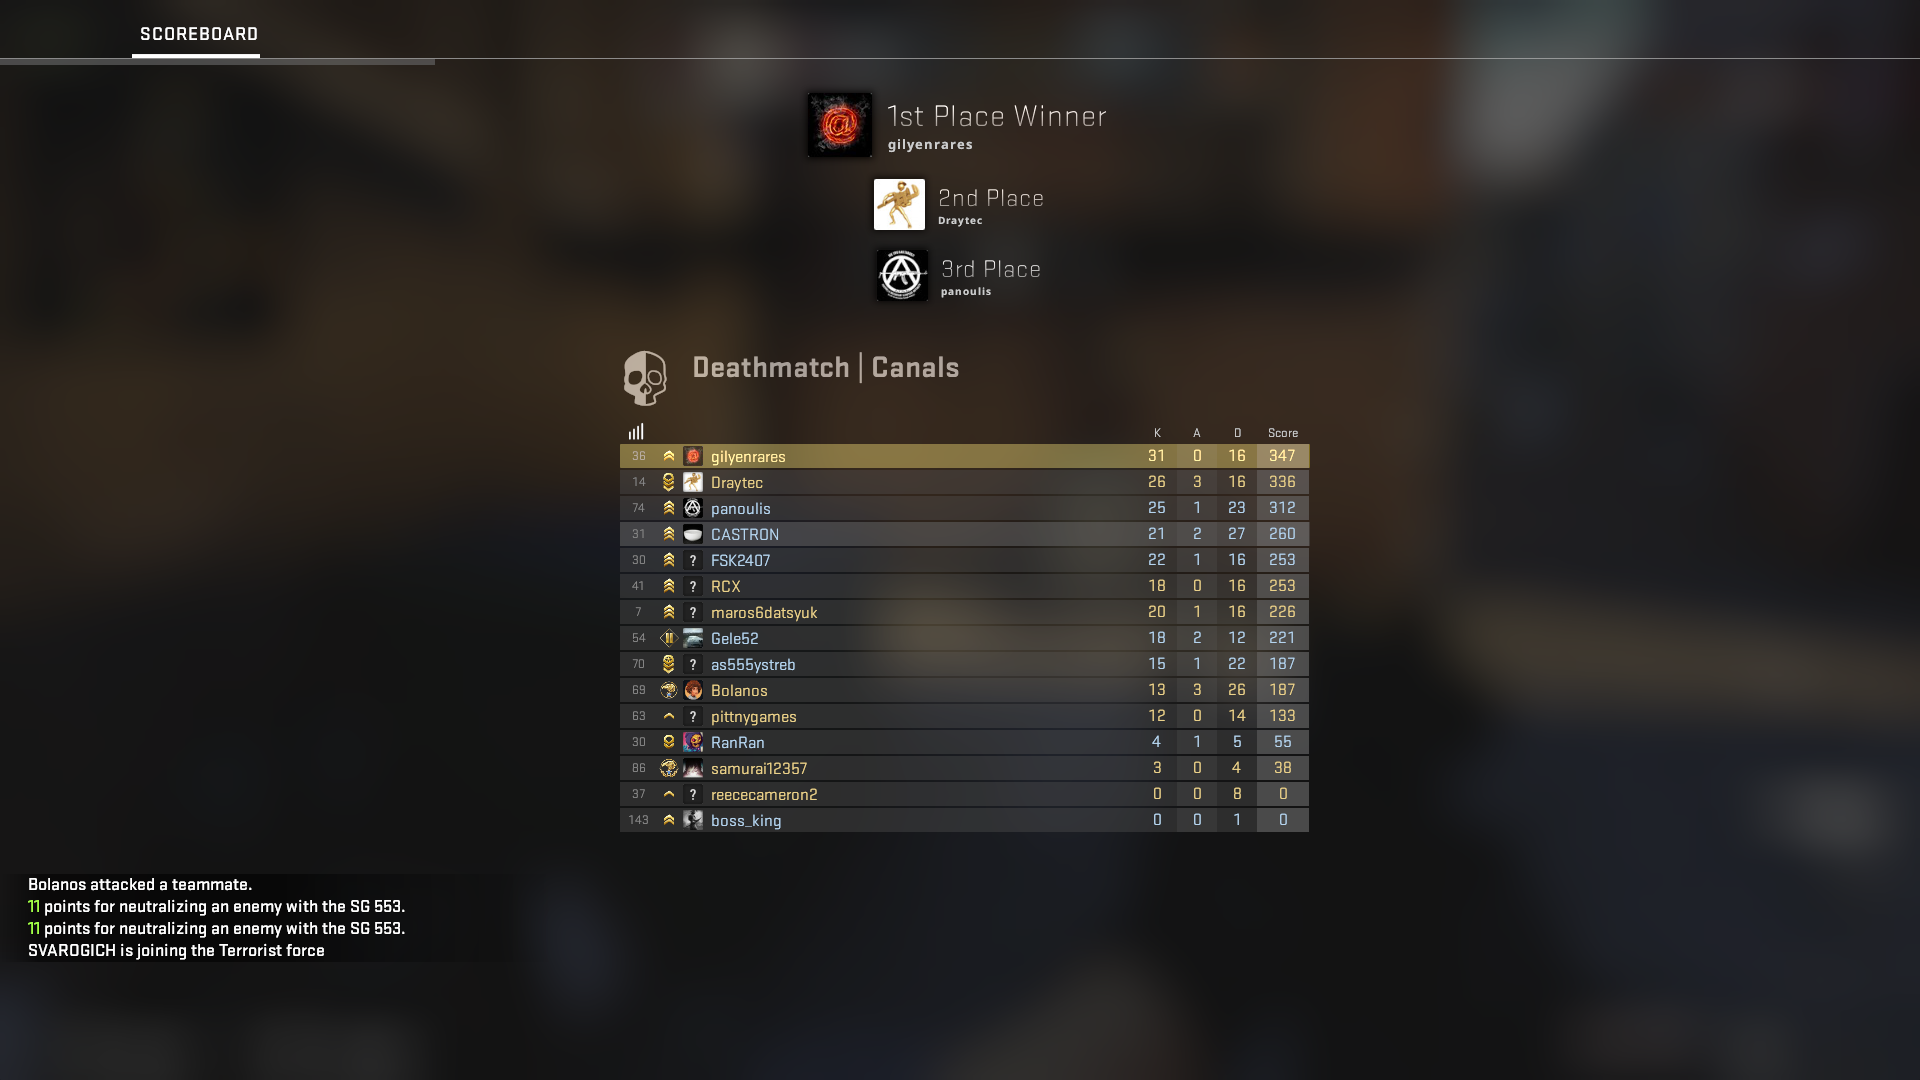 SCOREBOARD
1st Place Winner
gilyenrares
2nd Place
Draytec
3rd Place
panoulis
Deathmatch | Canals
K A D Score
36 gilyenrares 31 0 16 347
14 Draytec 26 3 16 336
74 panoulis 25 1 23 312
31 CASTRON 21 2 27 260
30 ? FSK2407 22 1 16 253
41 ? RCX 18 0 16 253
7 ? maros6datsyuk 20 1 16 226
54 Gele52 18 2 12 221
70 ? as555ystreb 15 1 22 187
69 Bolanos 13 3 26 187
63 ? pittnygames 12 0 14 133
30 RanRan 4 1 5 55
86 samurai12357 3 0 4 38
37 ? reececameron2 0 0 8 0
143 boss_king 0 0 1 0
Bolanos attacked a teammate.
11 points for neutralizing an enemy with the SG 553.
11 points for neutralizing an enemy with the SG 553.
SVAROGICH is joining the Terrorist force